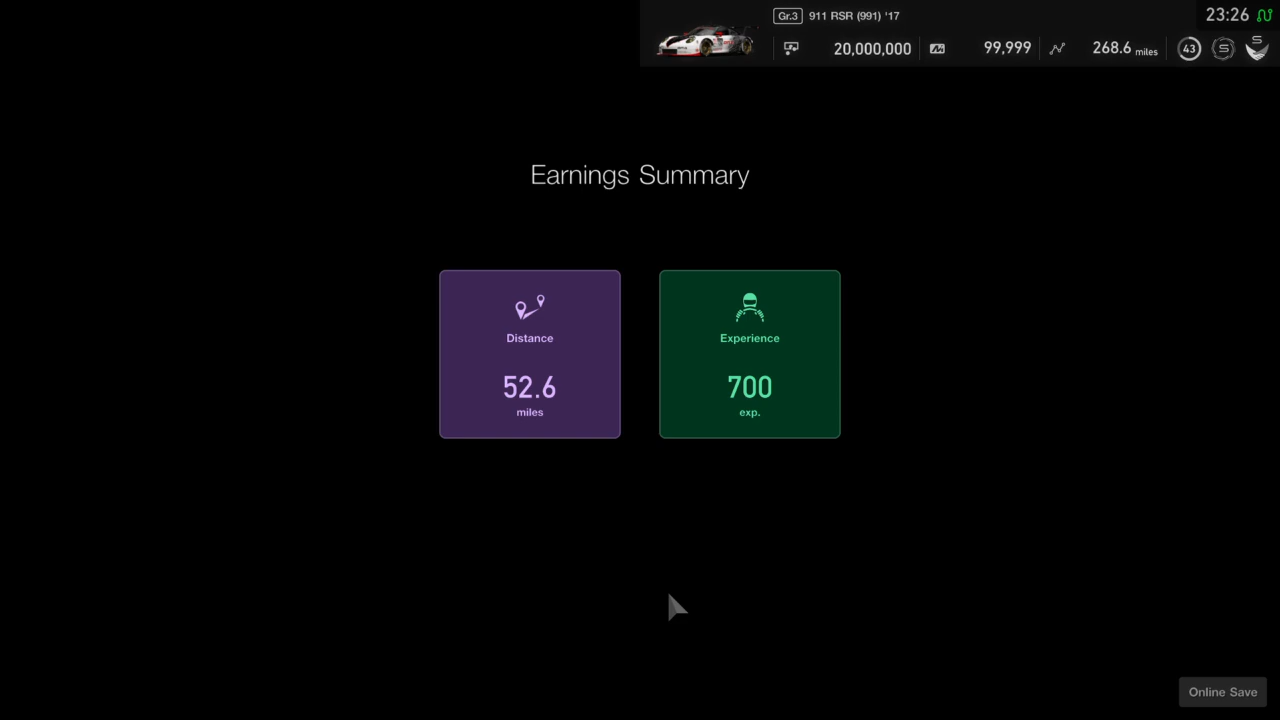 Gr.3 911 RSR (991) '17 23:26
20,000,000 99,999 268.6 miles 43 S S
Earnings Summary
Distance Experience
52.6 700
miles exp.
Online Save